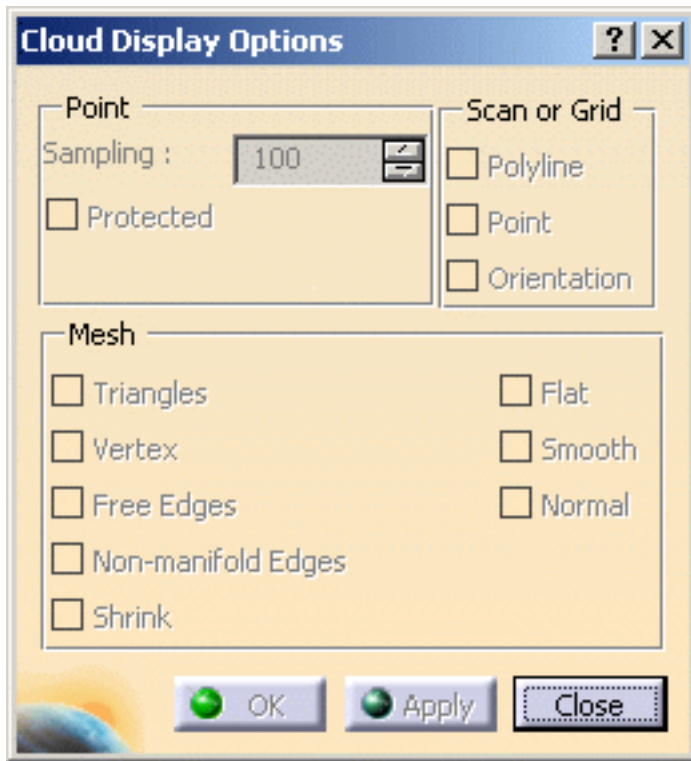 Cloud Display Options
Point
Sampling : 100
Protected
Scan or Grid
Polyline
Point
Orientation
Mesh
Triangles
Vertex
Free Edges
Non-manifold Edges
Shrink
Flat
Smooth
Normal
OK Apply Close